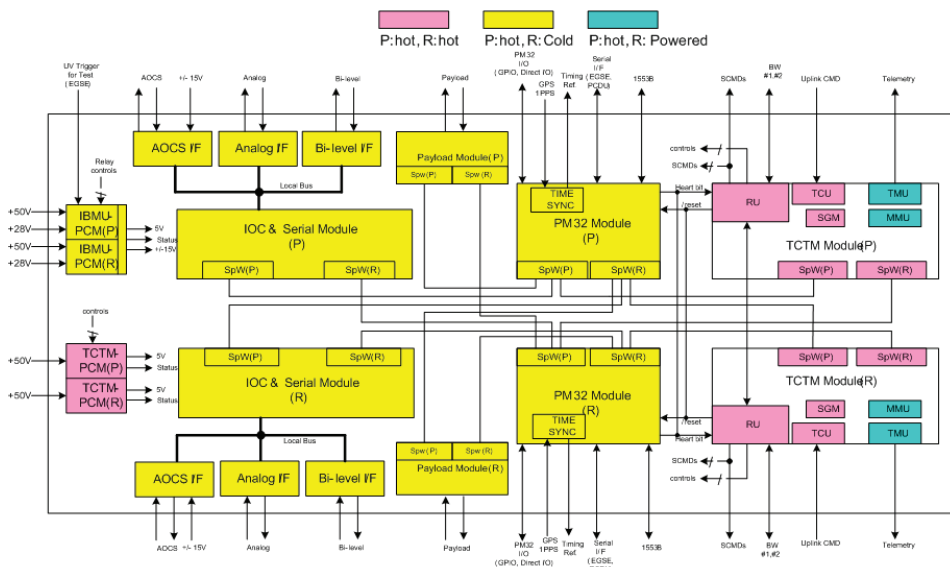 P:hot, R:hot
P:hot, R: Cold
P:hot, R: Powered
UV Trigger
for Test
(EGSE)
AOCS
+/- 15V
Analog
Bi-level
Payload
PM32
I/O
(GPIO, Direct I/O)
GPS
1PPS
Timing
Ref.
Serial
I/F
(EGSE,
PCDU)
1553B
SCMDs
BW
#1,#2
Uplink CMD
Telemetry
Relay
controls
AOCS I/F
Analog I/F
Bi-level I/F
Local Bus
Payload Module(P)
Spw(P)
Spw (R)
TIME
SYNC
PM32 Module
(P)
SpW(P)
SpW(R)
Heart bit
/reset
controls
SCMDs
RU
TCU
SGM
TMU
MMU
TCTM Module(P)
SpW(P)
SpW(R)
+50V
+28V
+50V
+28V
IBMU-
PCM(P)
IBMU-
PCM(R)
5V
Status
+/-15V
IOC & Serial Module
(P)
SpW(P)
SpW(R)
controls
+50V
+50V
TCTM-
PCM(P)
TCTM-
PCM(R)
5V
Status
5V
Status
SpW(P)
SpW(R)
IOC & Serial Module
(R)
Local Bus
AOCS I/F
Analog I/F
Bi-level I/F
Spw(P)
Spw(R)
Payload Module(R)
SpW(P)
SpW(R)
PM32 Module
(R)
TIME
SYNC
/reset
Heart bit
SCMDs
controls
RU
SpW(P)
SpW(R)
TCTM Module(R)
SGM
TCU
MMU
TMU
AOCS
+/- 15V
Analog
Bi-level
Payload
PM32
I/O
(GPIO, Direct I/O)
GPS
1PPS
Timing
Ref.
Serial
I/F
(EGSE,
1553B
SCMDs
BW
#1,#2
Uplink CMD
Telemetry